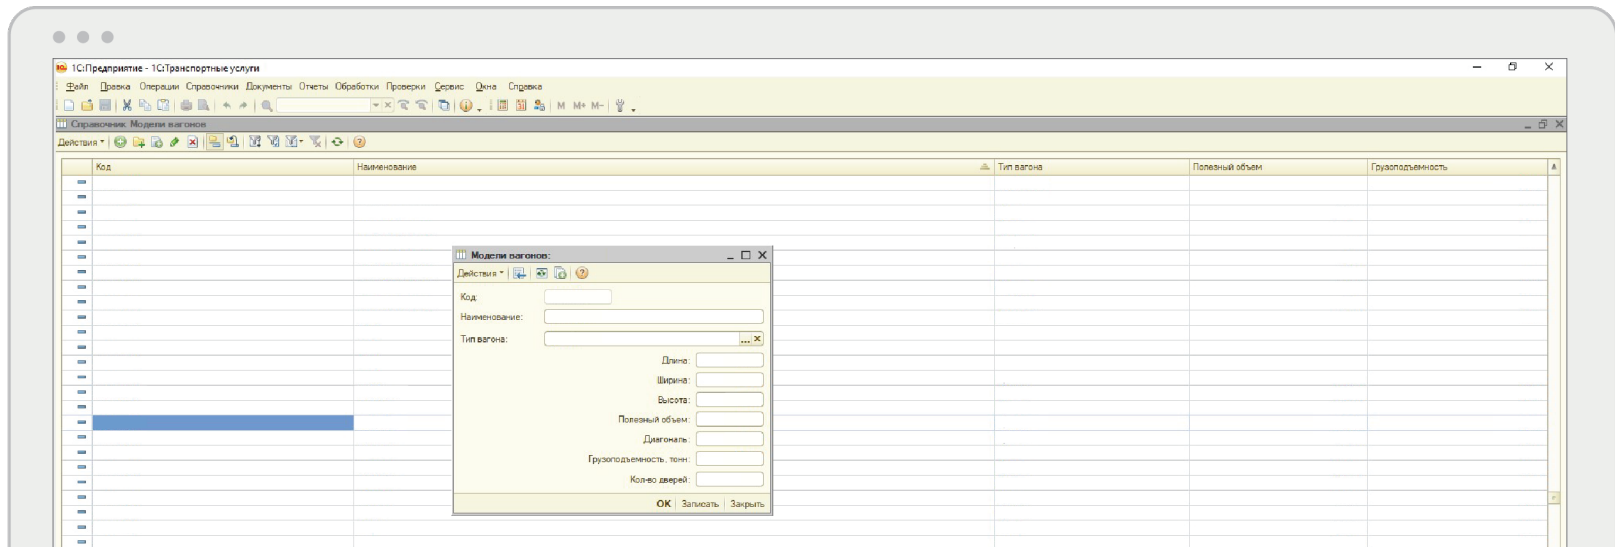 1С:Предприятие - 1С:Транспортные услуги
Файл Правка Операции Справочники Документы Отчеты Обработки Проверки Сервис Окна Справка
M M+ M-
Справочник Модели вагонов
Действия
Код Наименование Тип вагона Полезный объем Грузоподъемность
Модели вагонов:
Действия
Код:
Наименование:
Тип вагона: ...
Длина:
Ширина:
Высота:
Полезный объем:
Диагональ:
Грузоподъемность, тонн:
Кол-во дверей:
OK Записать Закрыть